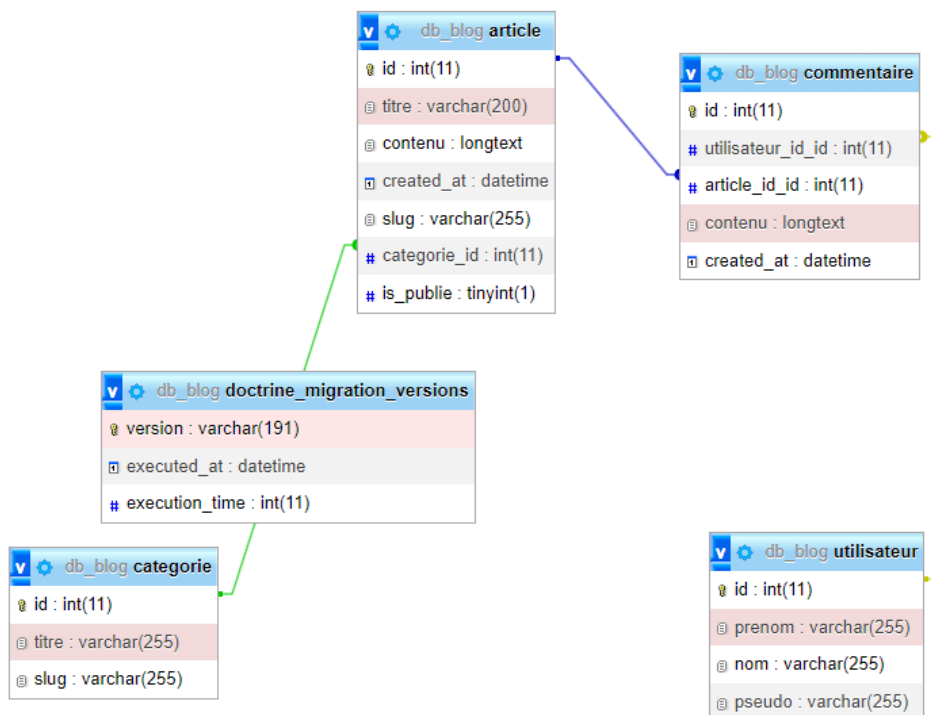 db_blog article
id : int(11)
titre : varchar(200)
contenu : longtext
created_at : datetime
slug : varchar(255)
categorie_id : int(11)
is_publie : tinyint(1)
db_blog commentaire
id : int(11)
utilisateur_id_id : int(11)
article_id_id : int(11)
contenu : longtext
created_at : datetime
db_blog doctrine_migration_versions
version : varchar(191)
executed_at : datetime
execution_time : int(11)
db_blog categorie
id : int(11)
titre : varchar(255)
slug : varchar(255)
db_blog utilisateur
id : int(11)
prenom : varchar(255)
nom : varchar(255)
pseudo : varchar(255)